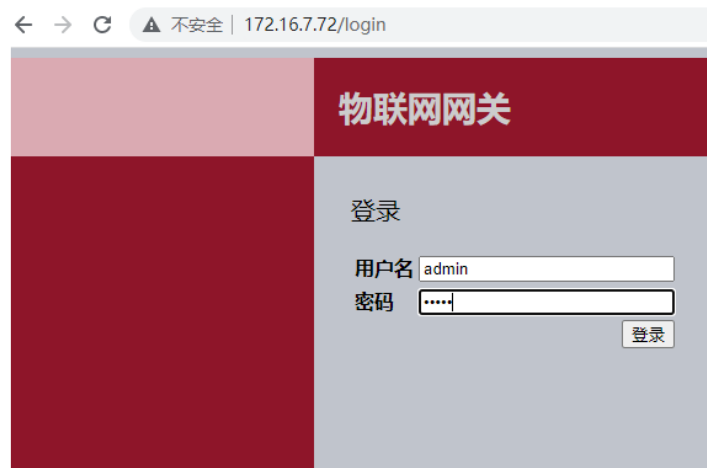 不安全 | 172.16.7.72/login
物联网网关
登录
用户名 admin
密码 •••••
登录